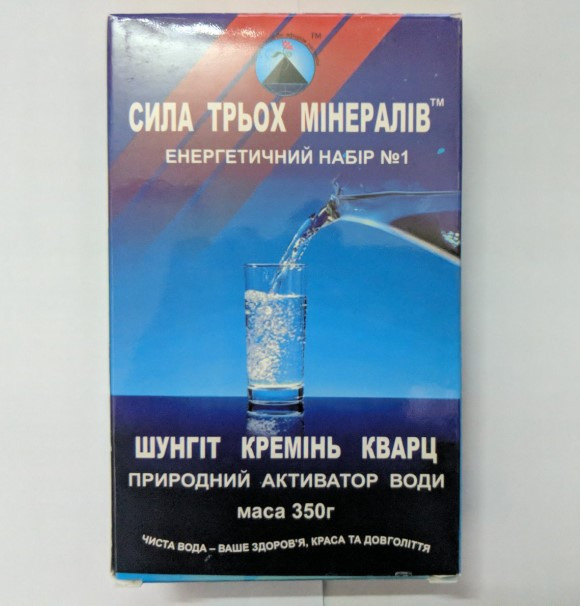 TM
СИЛА ТРЬОХ МІНЕРАЛІВ™
ЕНЕРГЕТИЧНИЙ НАБІР №1
ШУНГІТ КРЕМІНЬ КВАРЦ
ПРИРОДНИЙ АКТИВАТОР ВОДИ
маса 350г
ЧИСТА ВОДА – ВАШЕ ЗДОРОВ'Я, КРАСА ТА ДОВГОЛІТТЯ